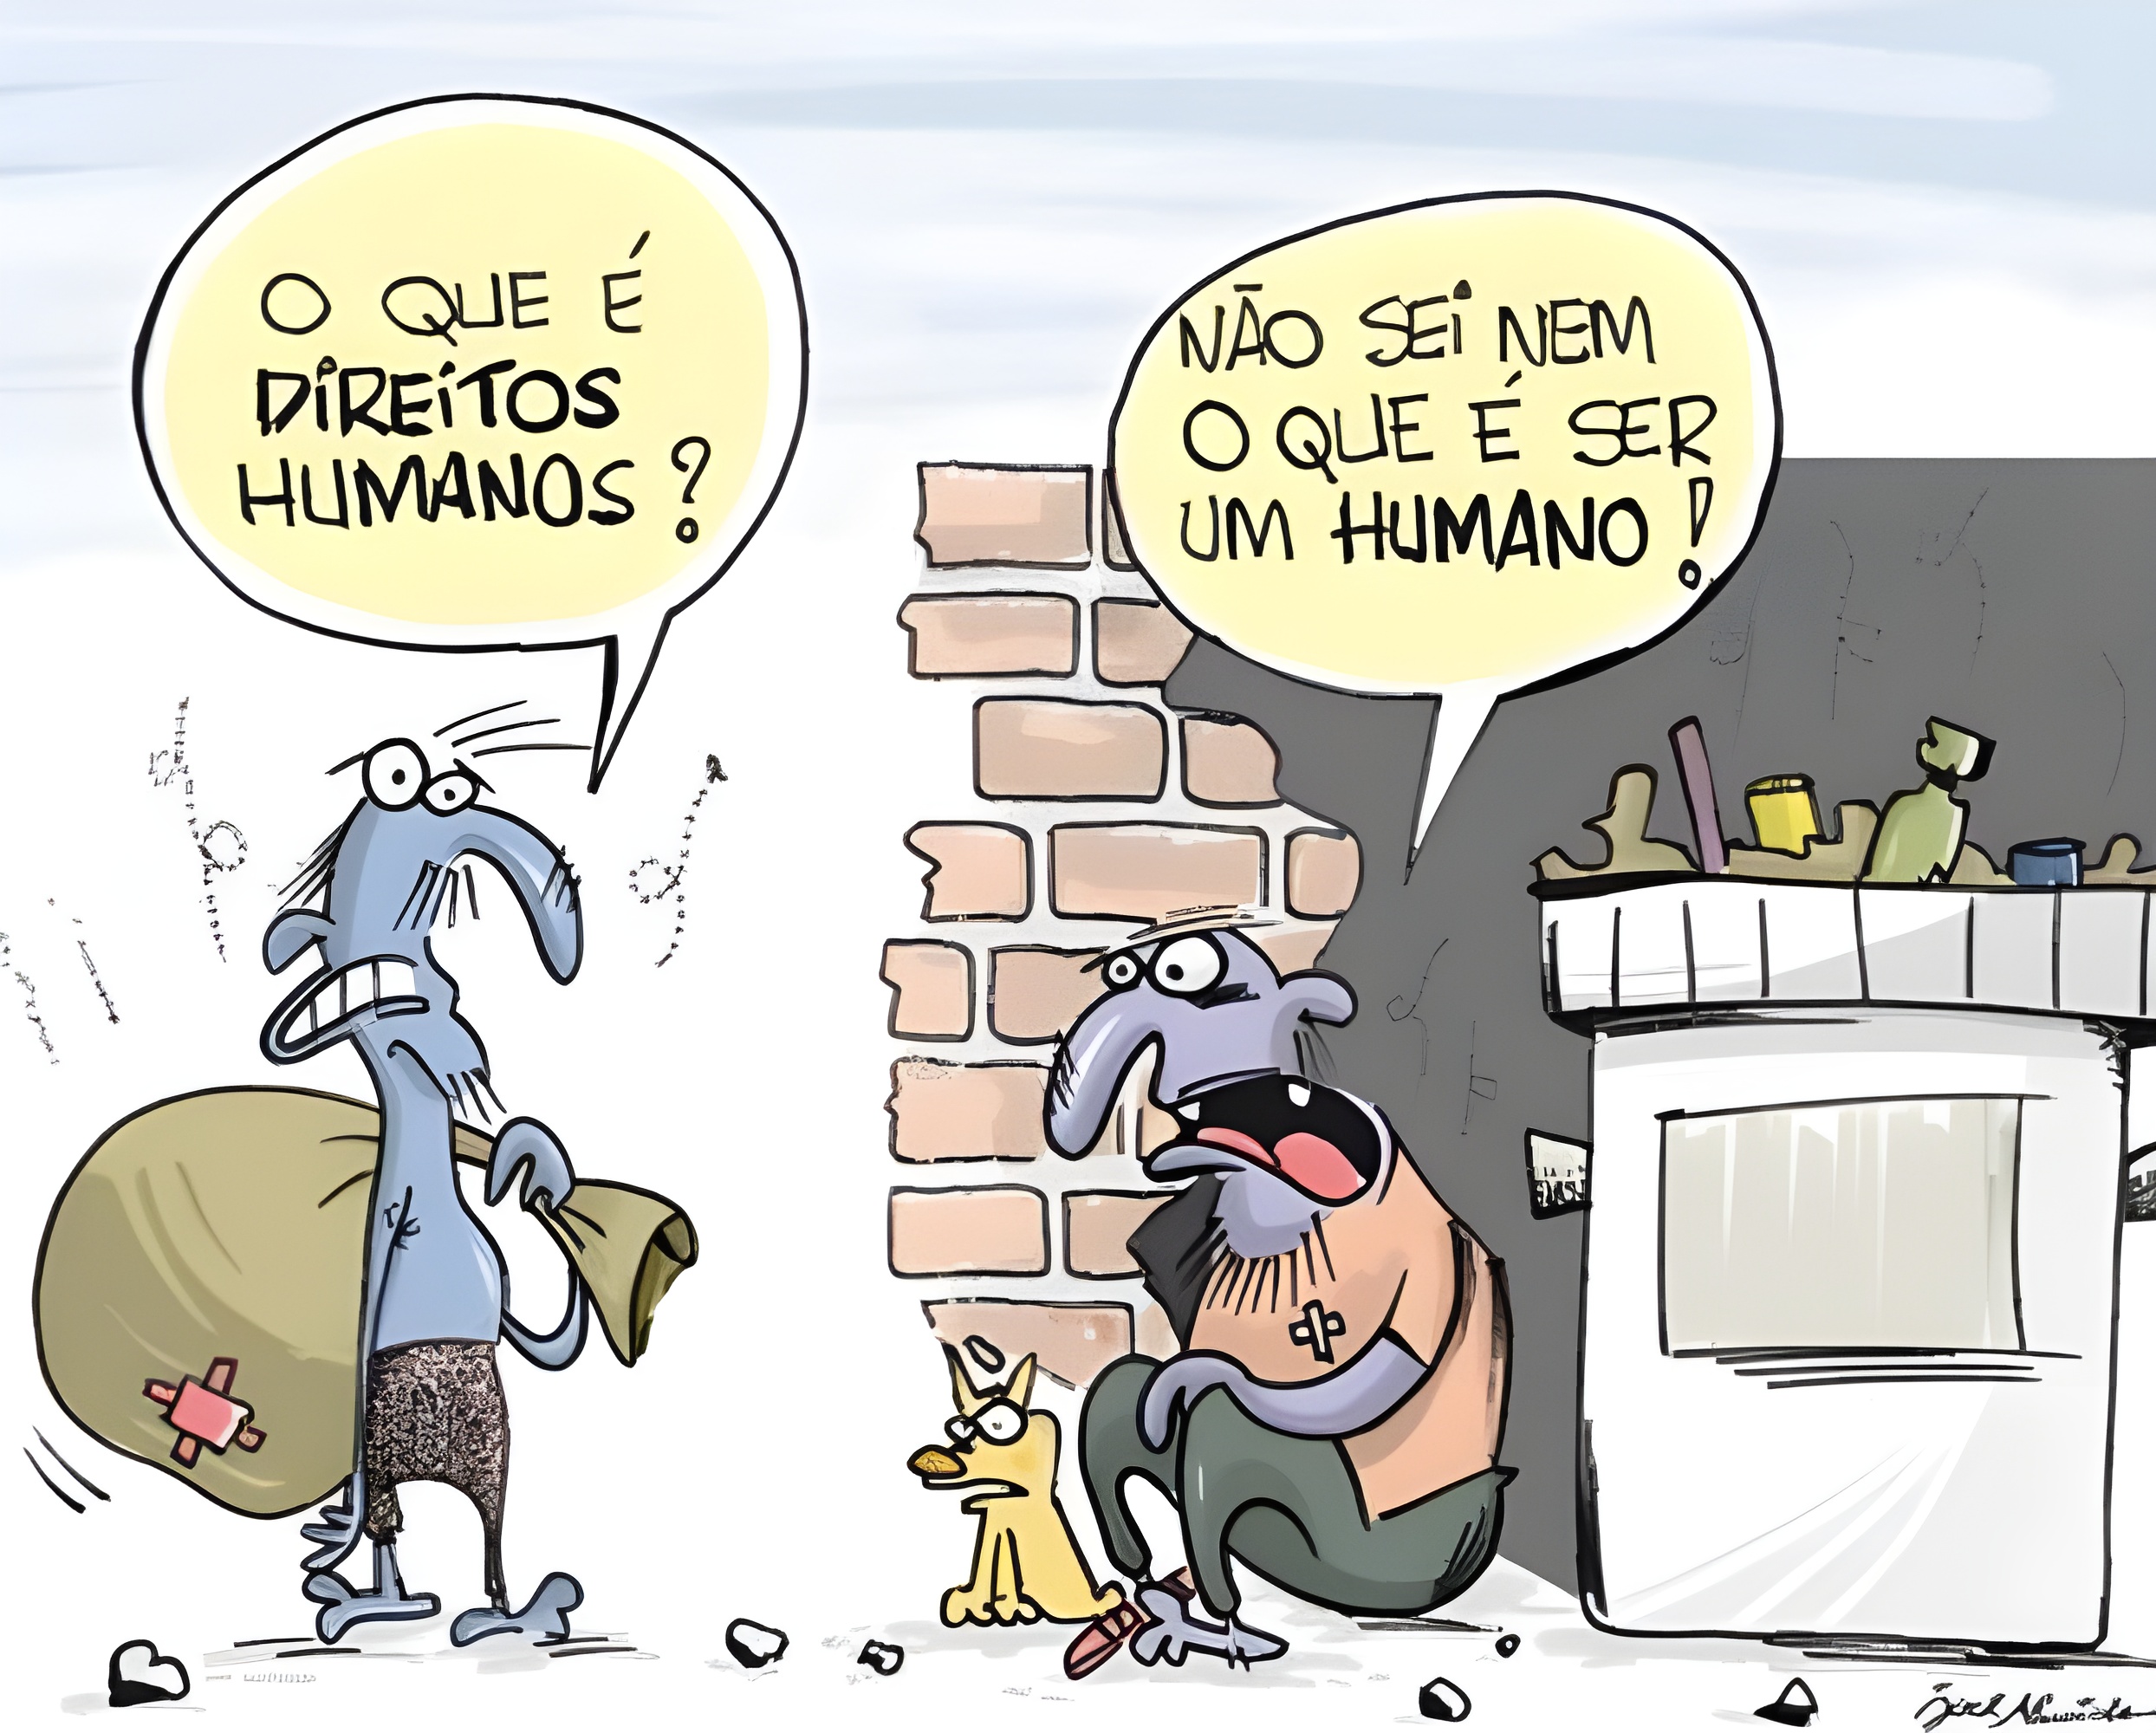 O QUE É
DIREITOS
HUMANOS?
NÃO SEI NEM
O QUE É SER
UM HUMANO!